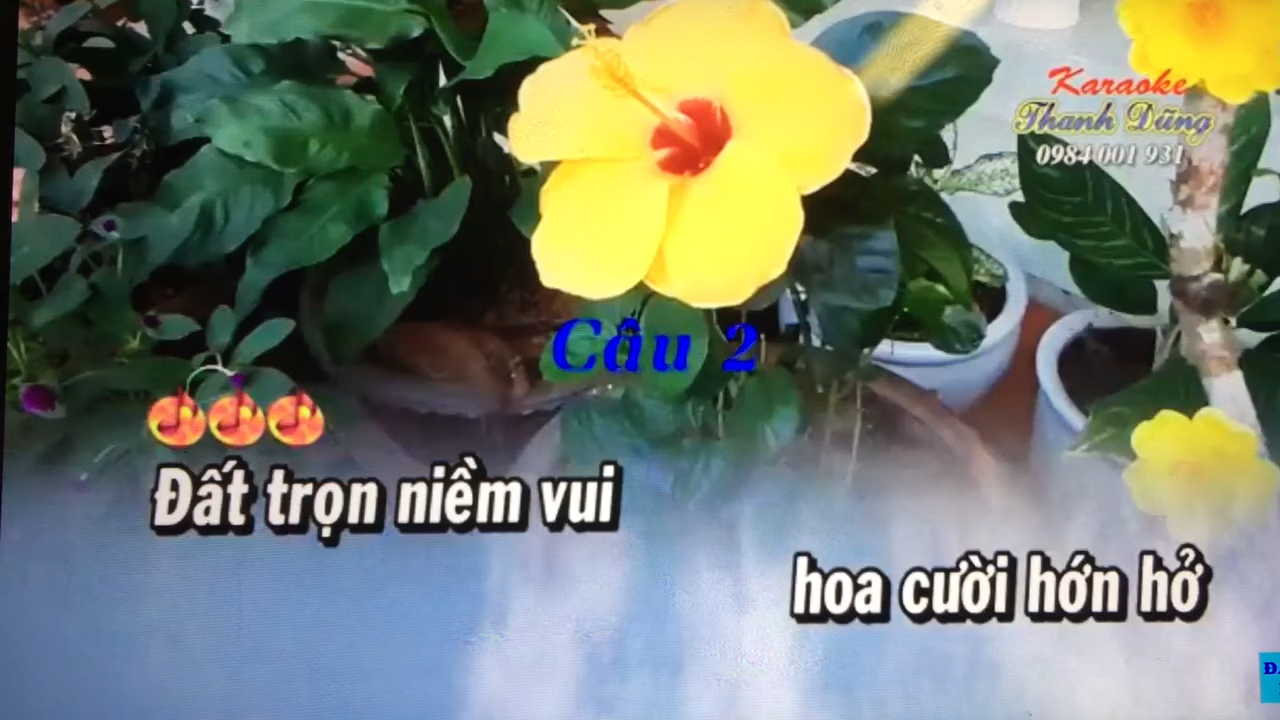 Karaoke
Thanh Dũng
0984 001 931
Câu 2
Đất trọn niềm vui
hoa cười hớn hở